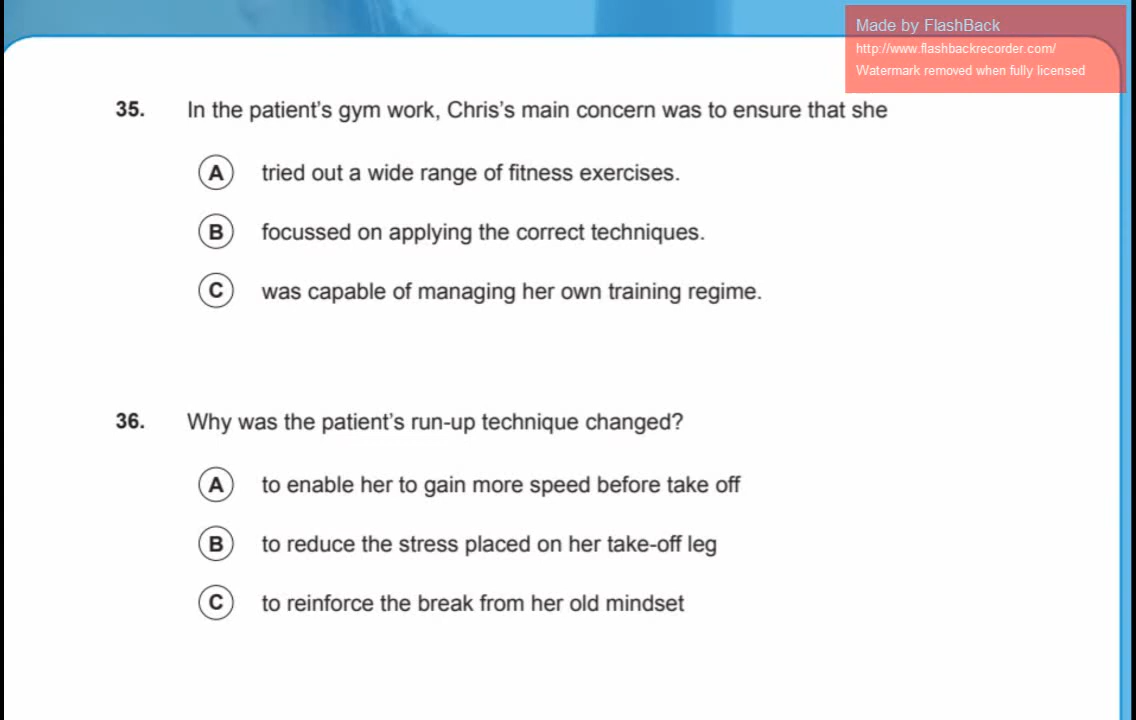 Made by FlashBack
http://www.flashbackrecorder.com/
Watermark removed when fully licensed
35. In the patient's gym work, Chris's main concern was to ensure that she
A tried out a wide range of fitness exercises.
B focussed on applying the correct techniques.
C was capable of managing her own training regime.
36. Why was the patient's run-up technique changed?
A to enable her to gain more speed before take off
B to reduce the stress placed on her take-off leg
C to reinforce the break from her old mindset